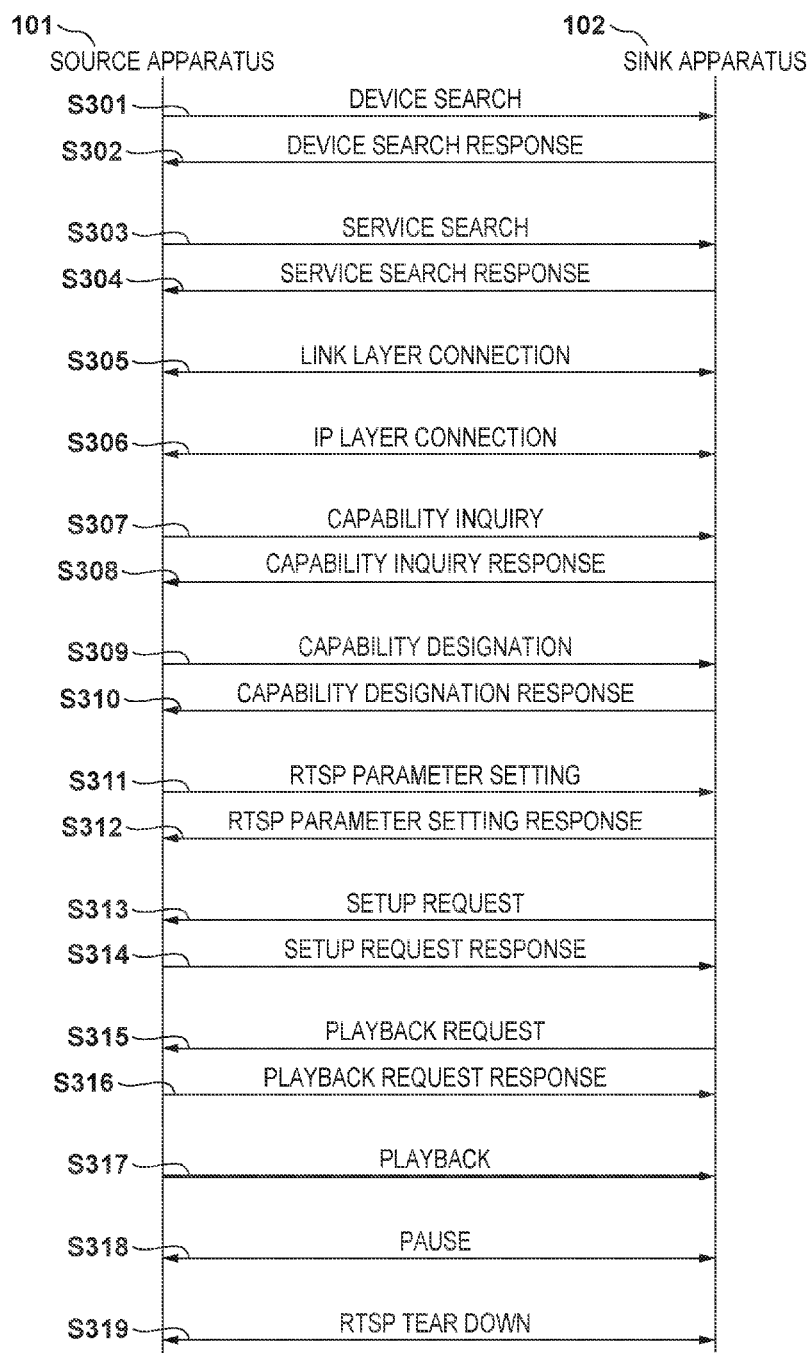 101 102
SOURCE APPARATUS SINK APPARATUS
S301 DEVICE SEARCH
S302 DEVICE SEARCH RESPONSE
S303 SERVICE SEARCH
S304 SERVICE SEARCH RESPONSE
S305 LINK LAYER CONNECTION
S306 IP LAYER CONNECTION
S307 CAPABILITY INQUIRY
S308 CAPABILITY INQUIRY RESPONSE
S309 CAPABILITY DESIGNATION
S310 CAPABILITY DESIGNATION RESPONSE
S311 RTSP PARAMETER SETTING
S312 RTSP PARAMETER SETTING RESPONSE
S313 SETUP REQUEST
S314 SETUP REQUEST RESPONSE
S315 PLAYBACK REQUEST
S316 PLAYBACK REQUEST RESPONSE
S317 PLAYBACK
S318 PAUSE
S319 RTSP TEAR DOWN